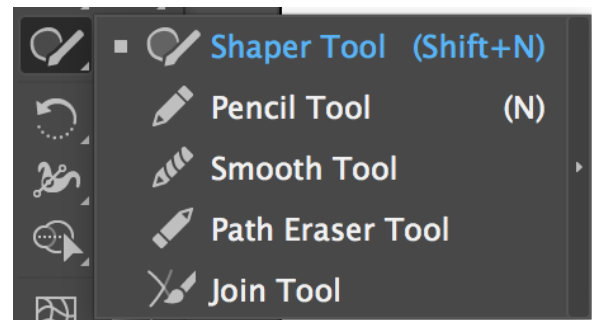 Shaper Tool (Shift+N)
Pencil Tool (N)
Smooth Tool
Path Eraser Tool
Join Tool